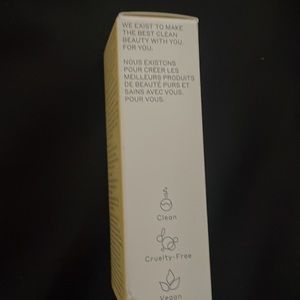 WE EXIST TO MAKE
THE BEST CLEAN
BEAUTY WITH YOU.
FOR YOU.
NOUS EXISTONS
POUR CRÉER LES
MEILLEURS PRODUITS
DE BEAUTÉ PURS ET
SAINS AVEC VOUS.
POUR VOUS.
Clean
Cruelty-Free
Vegan